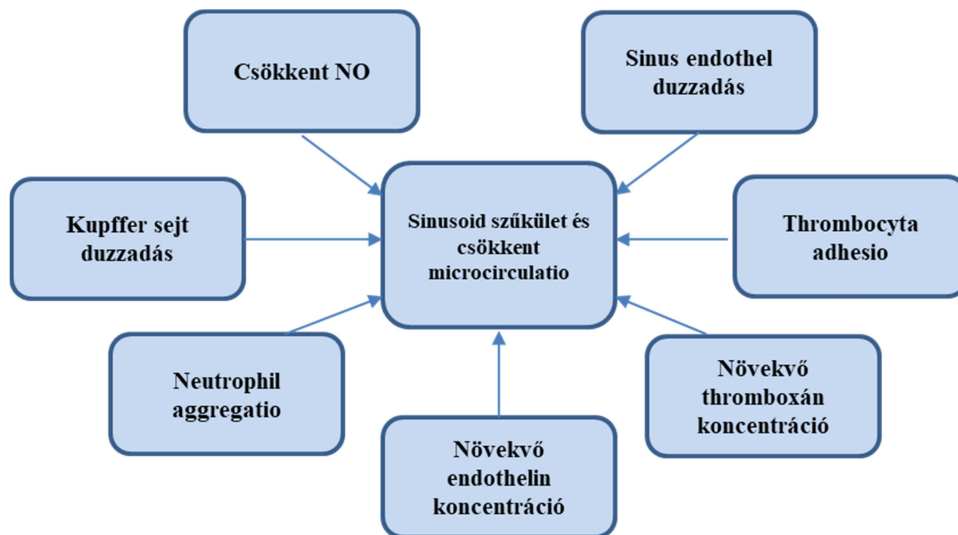 Csökkent NO
Sinus endothel
duzzadás
Kupffer sejt
duzzadás
Sinusoid szűkület és
csökkent
microcirculatio
Thrombocyta
adhesio
Neutrophil
aggregatio
Növekvő
endothelin
koncentráció
Növekvő
thromboxán
koncentráció